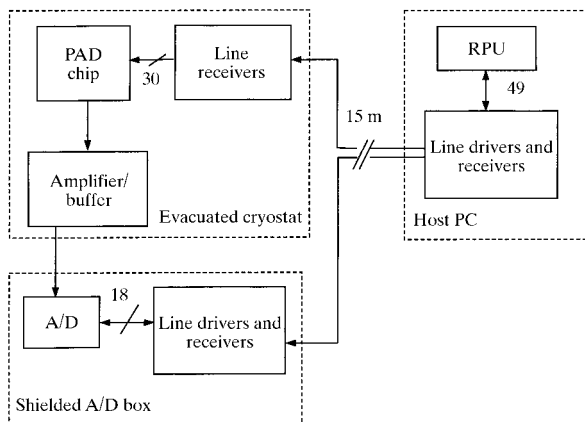 PAD
chip
30
Line
receivers
Amplifier/
buffer
Evacuated cryostat
15 m
RPU
49
Line drivers and
receivers
Host PC
A/D
18
Line drivers and
receivers
Shielded A/D box